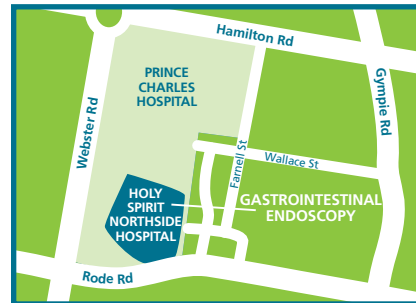 Hamilton Rd
PRINCE
CHARLES
HOSPITAL
Webster Rd
Gympie Rd
Farnell St
Wallace St
HOLY
SPIRIT
NORTHSIDE
HOSPITAL
GASTROINTESTINAL
ENDOSCOPY
Rode Rd